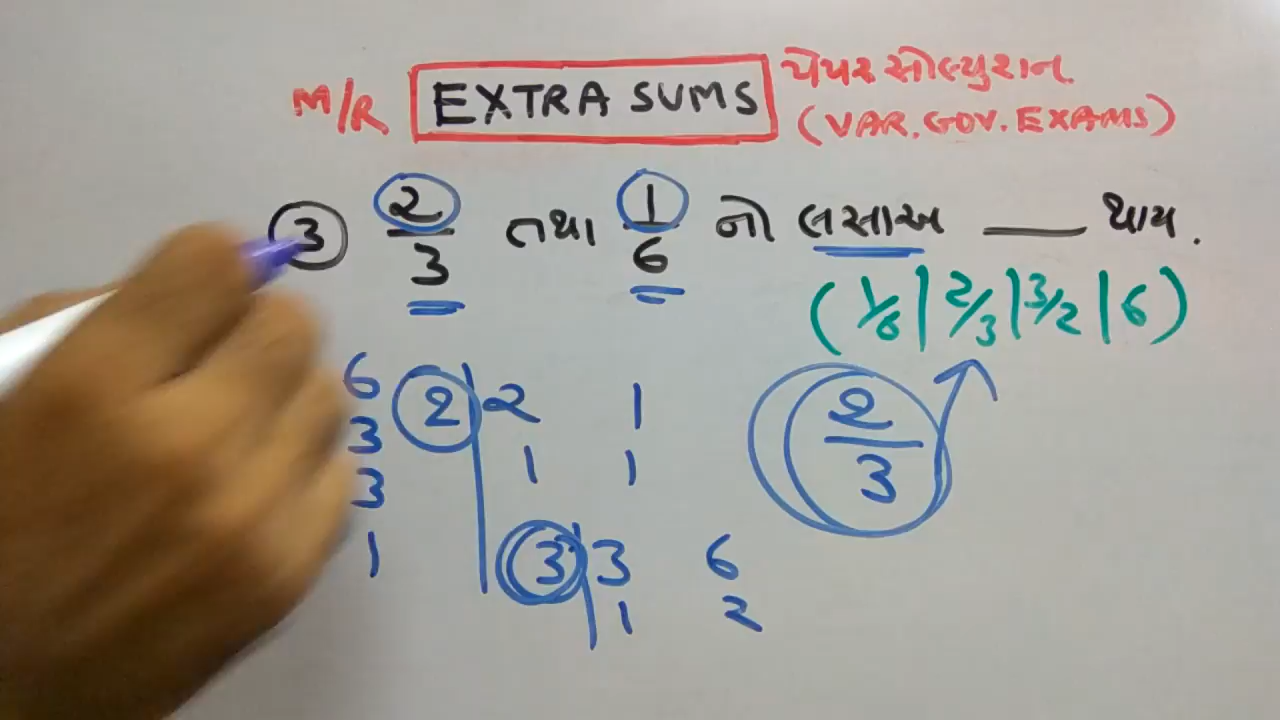 M/R EXTRA SUMS પેપર સોલ્યુશન
(VAR. GOV. EXAMS)
③ 2/3 તથા 1/6 નો લસાઅ ___ થાય.
(1/6 | 2/3 | 3/2 | 6)
6 2 | 2 1
3 1 1
3
2/3
1 3 | 3 6
1 2